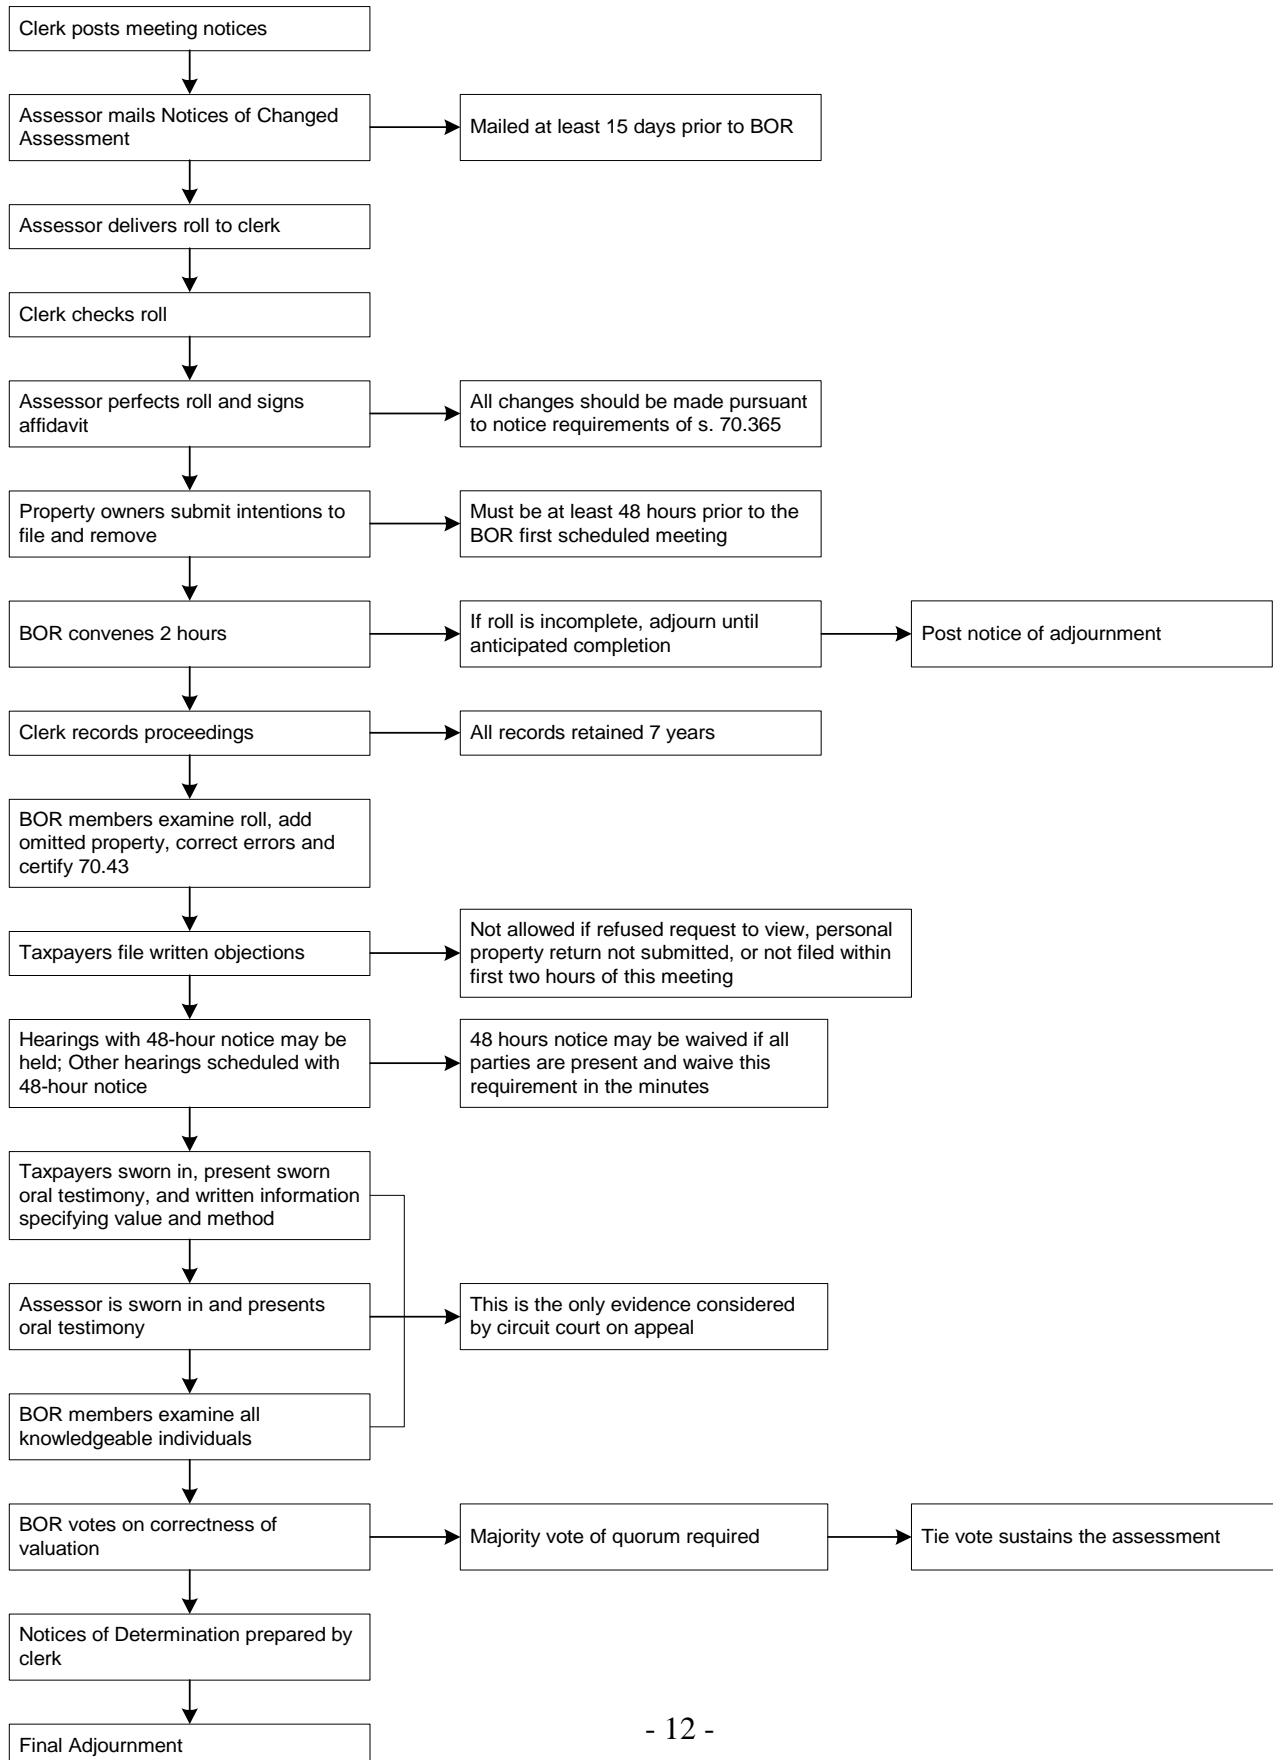 Clerk posts meeting notices
Assessor mails Notices of Changed
Assessment
Mailed at least 15 days prior to BOR
Assessor delivers roll to clerk
Clerk checks roll
Assessor perfects roll and signs
affidavit
All changes should be made pursuant
to notice requirements of s. 70.365
Property owners submit intentions to
file and remove
Must be at least 48 hours prior to the
BOR first scheduled meeting
BOR convenes 2 hours
If roll is incomplete, adjourn until
anticipated completion
Post notice of adjournment
Clerk records proceedings
All records retained 7 years
BOR members examine roll, add
omitted property, correct errors and
certify 70.43
Taxpayers file written objections
Not allowed if refused request to view, personal
property return not submitted, or not filed within
first two hours of this meeting
Hearings with 48-hour notice may be
held; Other hearings scheduled with
48-hour notice
48 hours notice may be waived if all
parties are present and waive this
requirement in the minutes
Taxpayers sworn in, present sworn
oral testimony, and written information
specifying value and method
Assessor is sworn in and presents
oral testimony
This is the only evidence considered
by circuit court on appeal
BOR members examine all
knowledgeable individuals
BOR votes on correctness of
valuation
Majority vote of quorum required
Tie vote sustains the assessment
Notices of Determination prepared by
clerk
Final Adjournment
- 12 -